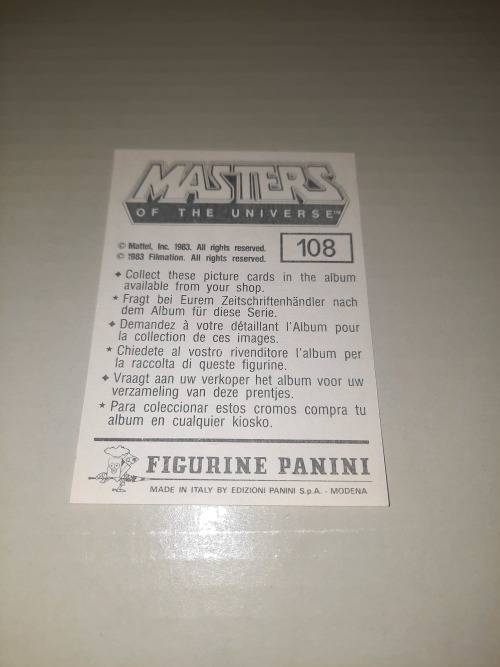 MASTERS
OF THE UNIVERSE™
© Mattel, Inc. 1983. All rights reserved.
© 1983 Filmation. All rights reserved.
108
✦ Collect these picture cards in the album
available from your shop.
★ Fragt bei Eurem Zeitschriftenhändler nach
dem Album für diese Serie.
✦ Demandez à votre détaillant l'Album pour
la collection de ces images.
★ Chiedete al vostro rivenditore l'album per
la raccolta di queste figurine.
✦ Vraagt aan uw verkoper het album voor uw
verzameling van deze prentjes.
★ Para coleccionar estos cromos compra tu
album en cualquier kiosko.
FIGURINE PANINI
MADE IN ITALY BY EDIZIONI PANINI S.p.A. - MODENA